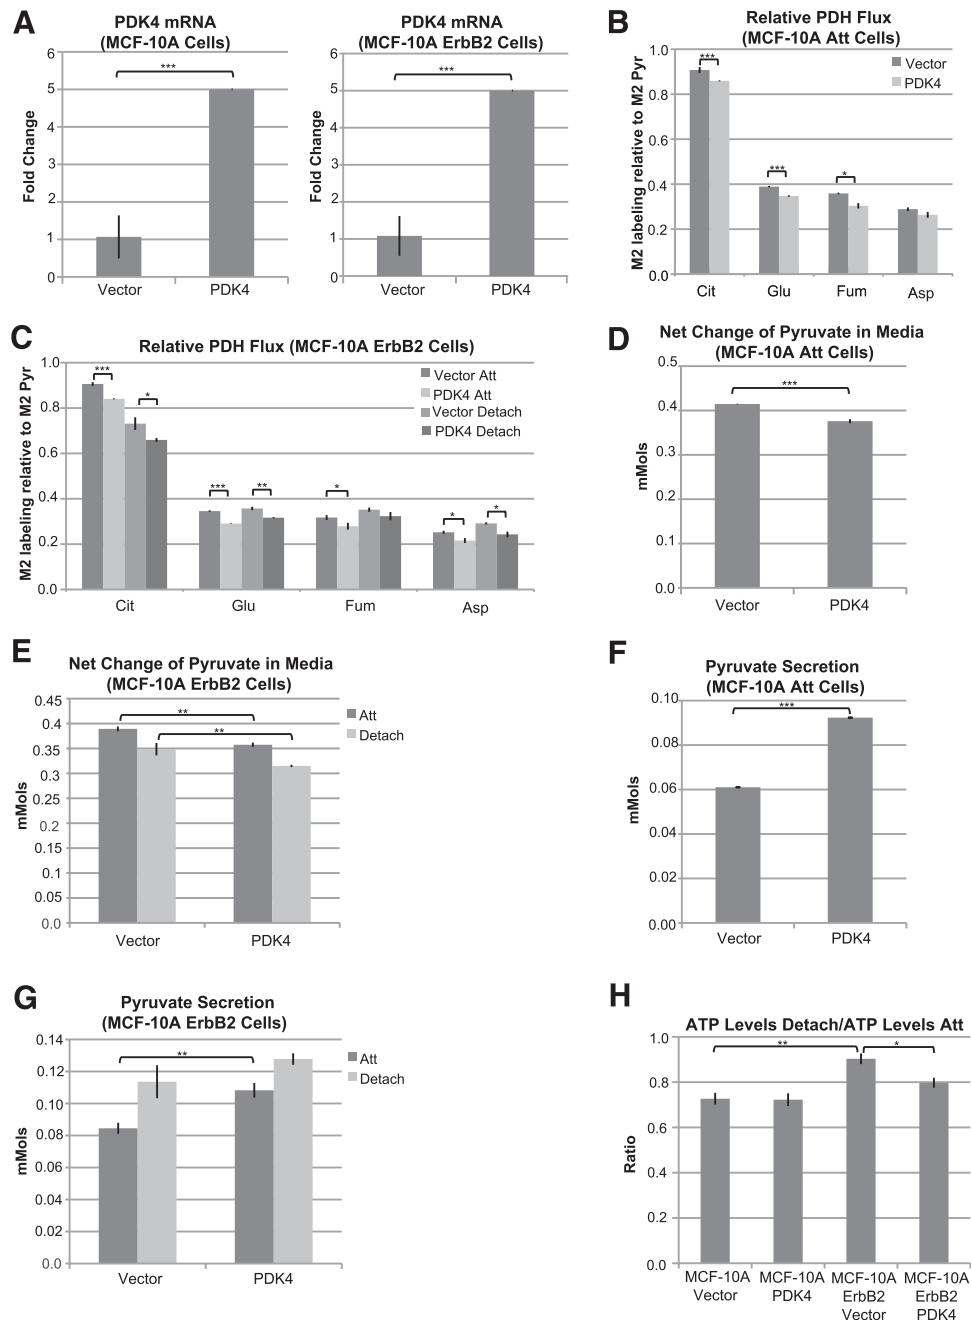 A
PDK4 mRNA
(MCF-10A Cells)
Fold Change
6
5
4
3
2
1
0
***
Vector
PDK4
PDK4 mRNA
(MCF-10A ErbB2 Cells)
Fold Change
6
5
4
3
2
1
0
***
Vector
PDK4
B
Relative PDH Flux
(MCF-10A Att Cells)
M2 labeling relative to M2 Pyr
1.0
0.8
0.6
0.4
0.2
0.0
Vector
PDK4
***
***
*
Cit
Glu
Fum
Asp
C
Relative PDH Flux (MCF-10A ErbB2 Cells)
M2 labeling relative to M2 Pyr
1.0
0.8
0.6
0.4
0.2
0.0
Vector Att
PDK4 Att
Vector Detach
PDK4 Detach
***
*
***
**
*
*
*
Cit
Glu
Fum
Asp
D
Net Change of Pyruvate in Media
(MCF-10A Att Cells)
mMols
0.5
0.4
0.3
0.2
0.1
0.0
***
Vector
PDK4
E
Net Change of Pyruvate in Media
(MCF-10A ErbB2 Cells)
mMols
0.45
0.4
0.35
0.3
0.25
0.2
0.15
0.1
0.05
0.0
**
**
Att
Detach
Vector
PDK4
F
Pyruvate Secretion
(MCF-10A Att Cells)
mMols
0.10
0.08
0.06
0.04
0.02
0.00
***
Vector
PDK4
G
Pyruvate Secretion
(MCF-10A ErbB2 Cells)
mMols
0.14
0.12
0.10
0.08
0.06
0.04
0.02
0.0
**
Att
Detach
Vector
PDK4
H
ATP Levels Detach/ATP Levels Att
Ratio
1.0
0.8
0.6
0.4
0.2
0.0
**
*
MCF-10A
Vector
MCF-10A
PDK4
MCF-10A
ErbB2
Vector
MCF-10A
ErbB2
PDK4